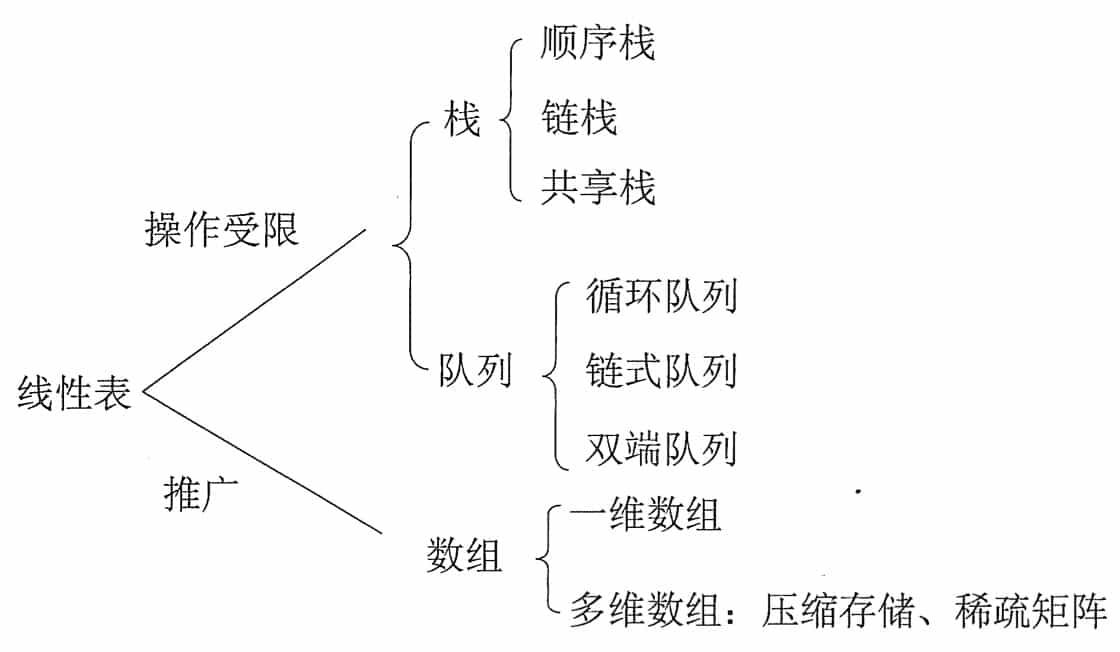 顺序栈
栈
链栈
共享栈
操作受限
循环队列
队列
链式队列
线性表
双端队列
推广
一维数组
数组
多维数组：压缩存储、稀疏矩阵